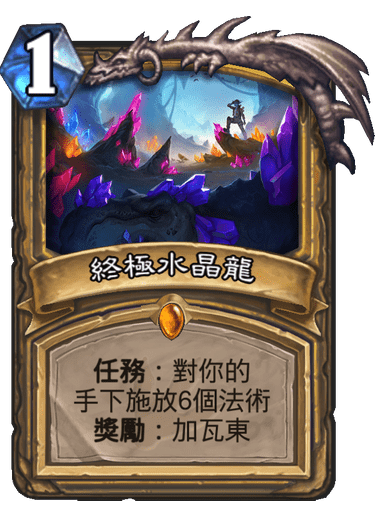 1
終極水晶龍
任務：對你的
手下施放6個法術
獎勵：加瓦東